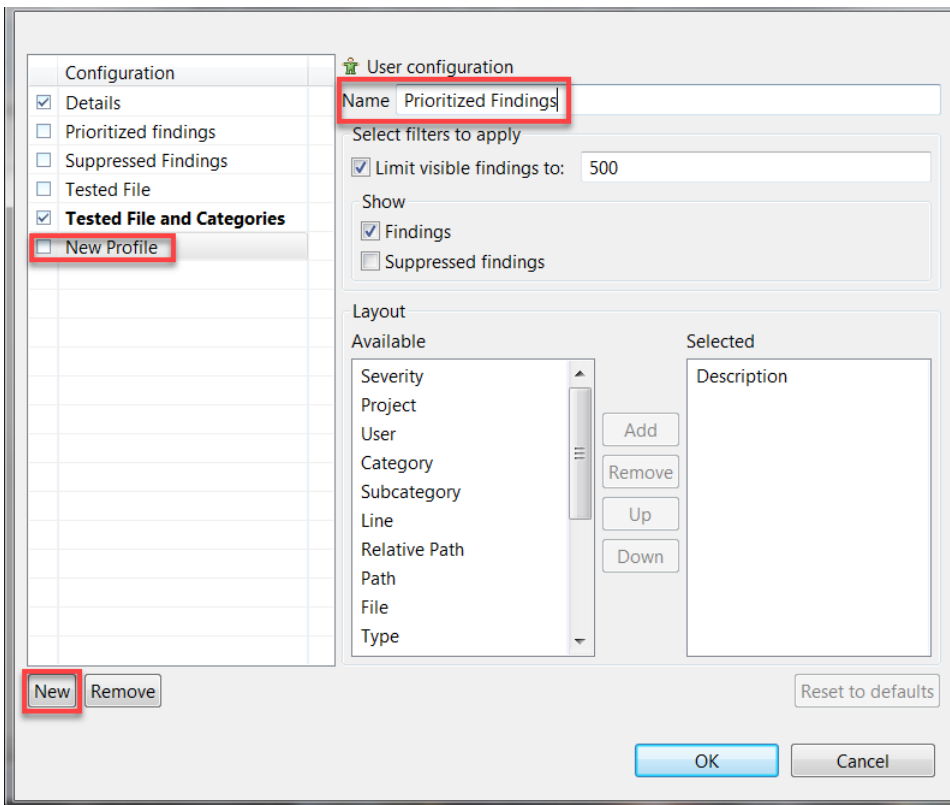 Configuration
Details
Prioritized findings
Suppressed Findings
Tested File
Tested File and Categories
New Profile
New
Remove
User configuration
Name Prioritized Findings
Select filters to apply
Limit visible findings to: 500
Show
Findings
Suppressed findings
Layout
Available
Severity
Project
User
Category
Subcategory
Line
Relative Path
Path
File
Type
Add
Remove
Up
Down
Selected
Description
Reset to defaults
OK
Cancel